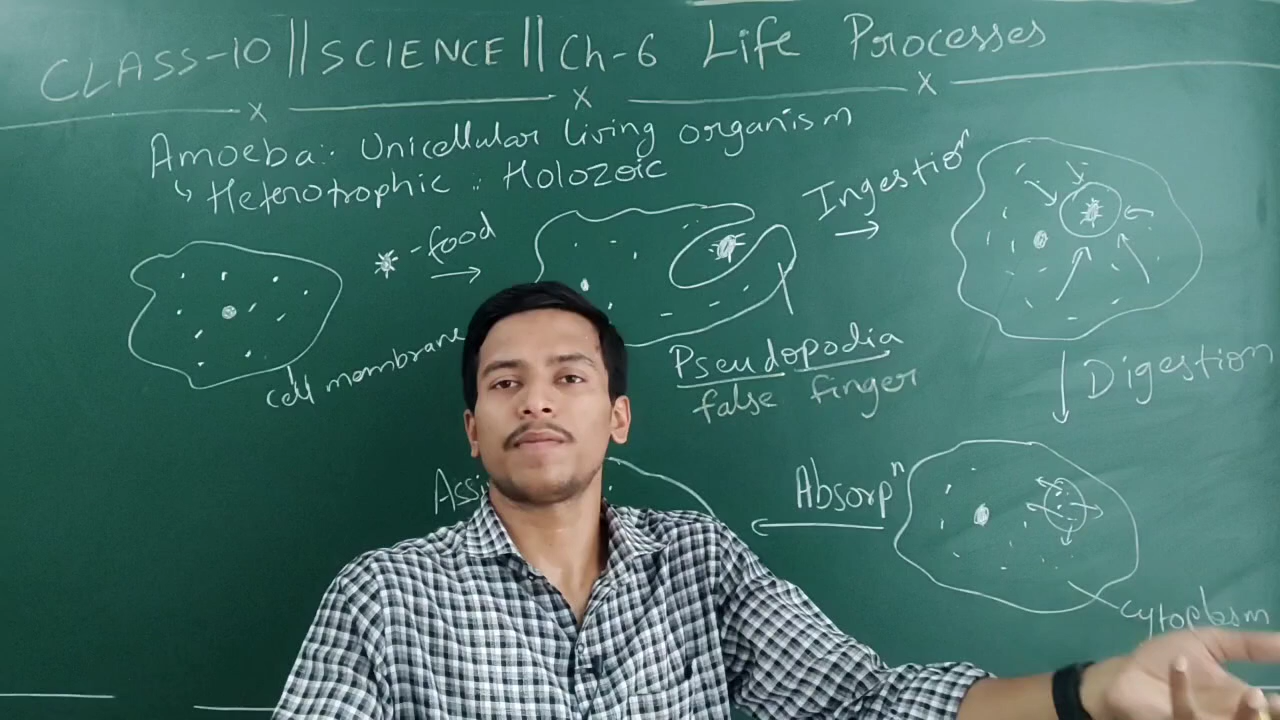 CLASS-10 || SCIENCE || Ch-6 Life Processes
Amoeba:. Unicellular living organism
↳ Heterotrophic :. Holozoic
-food
Ingestioⁿ
cell mambrane
Pseudopodia
false finger
Digestion
Absorpⁿ
Assi
cytoplasm